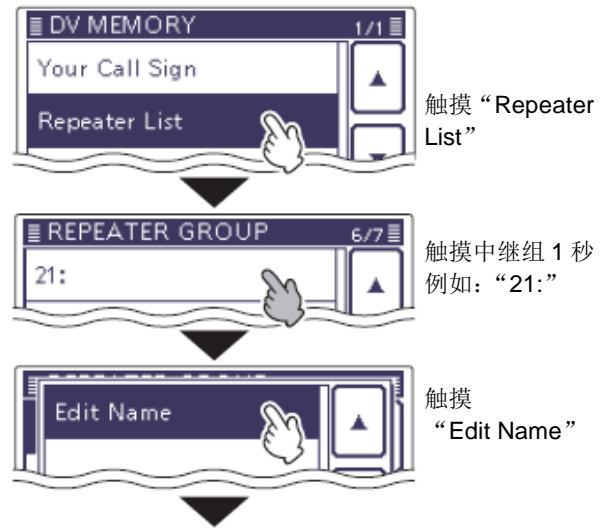 DV MEMORY 1/1
Your Call Sign
Repeater List
触摸“Repeater
List”
REPEATER GROUP 6/7
21:
触摸中继组 1 秒
例如：“21:”
Edit Name
触摸
“Edit Name”